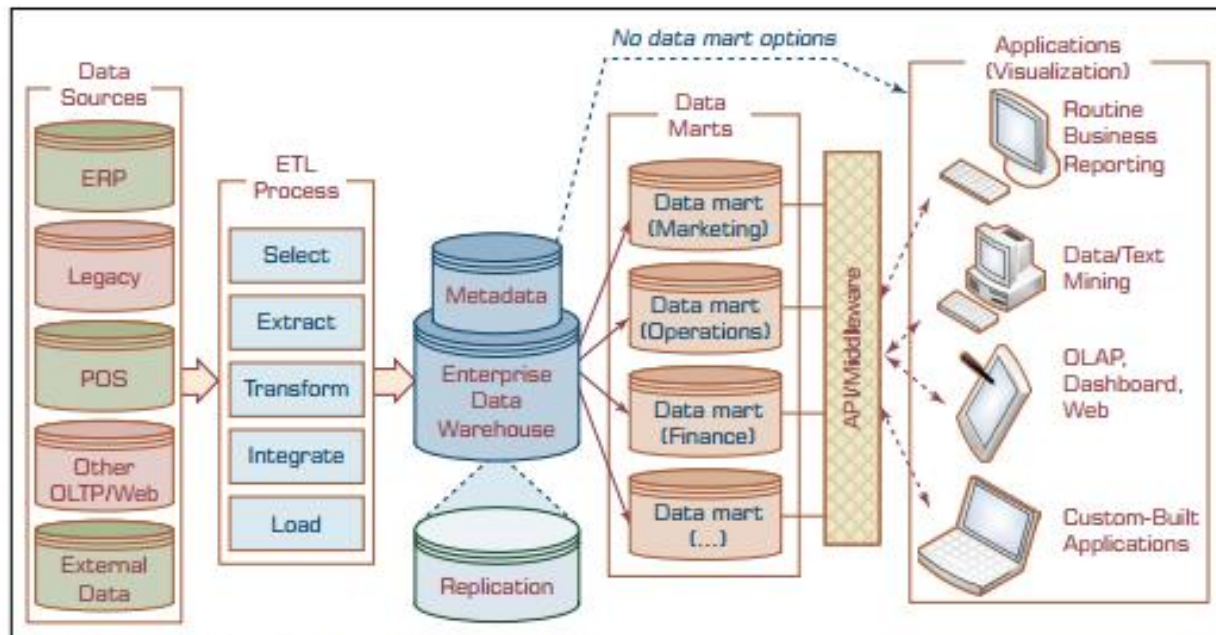 No data mart options
Data
Sources
ERP
Legacy
POS
Other
OLTP/Web
External
Data
ETL
Process
Select
Extract
Transform
Integrate
Load
Metadata
Enterprise
Data
Warehouse
Replication
Data
Marts
Data mart
(Marketing)
Data mart
(Operations)
Data mart
(Finance)
Data mart
(...)
API/Middleware
Applications
(Visualization)
Routine
Business
Reporting
Data/Text
Mining
OLAP,
Dashboard,
Web
Custom-Built
Applications